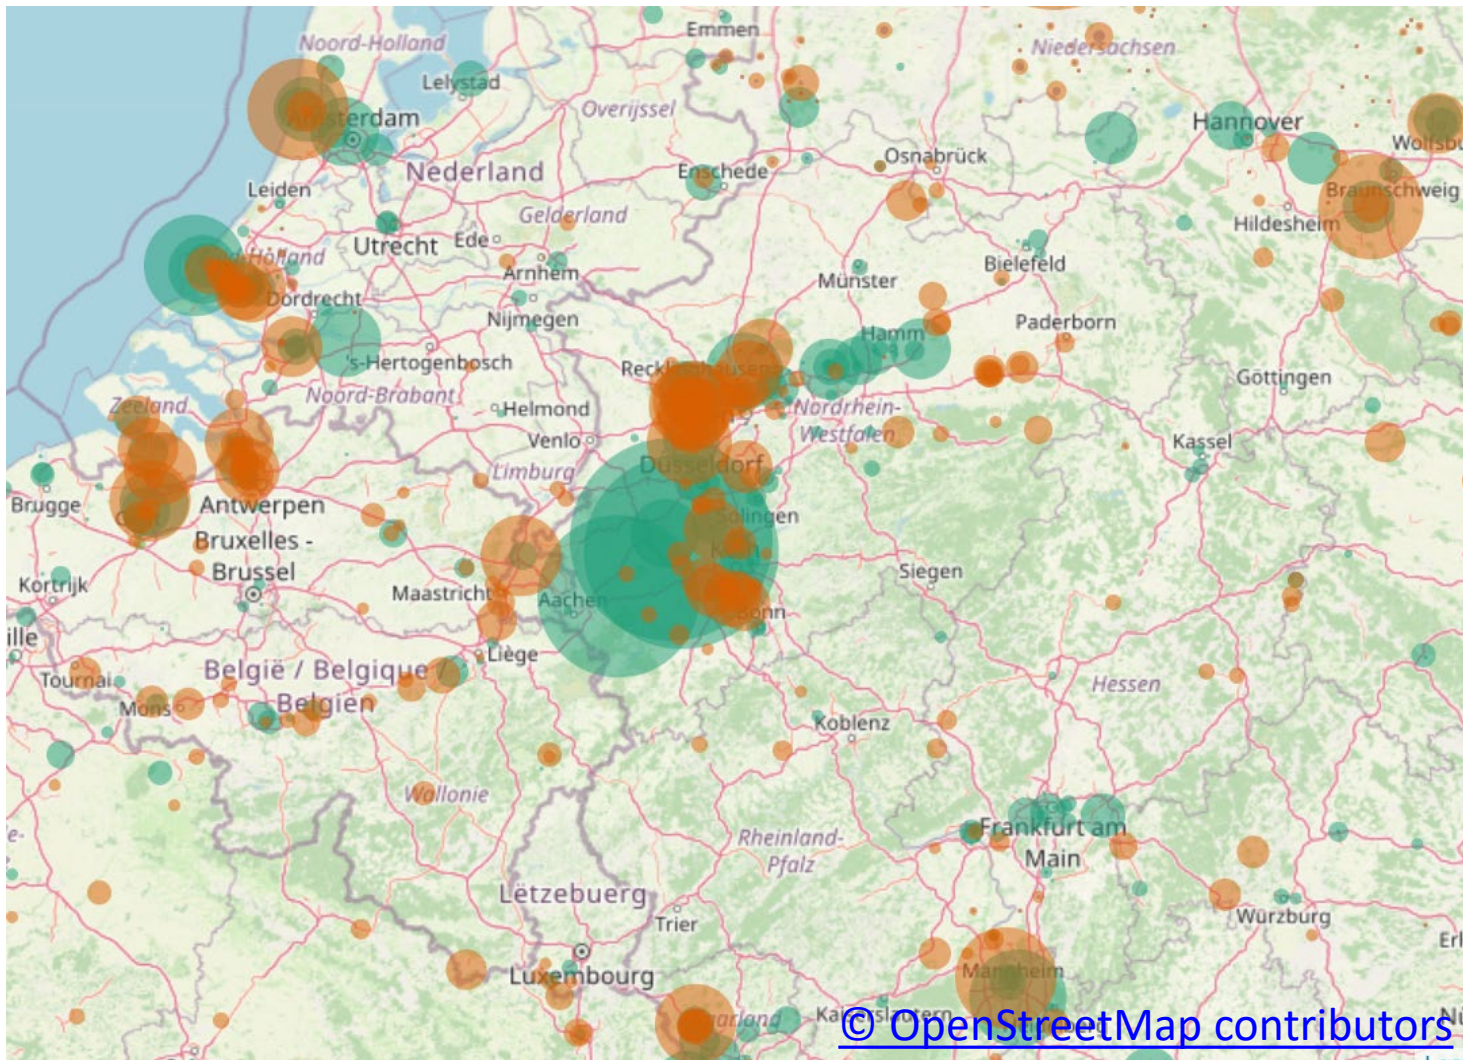 Emmen
Noord-Holland
Niedersachsen
Lelystad
Overijssel
Amsterdam
Hannover
Osnabrück
Nederland
Enschede
Leiden
Braunschweig
Gelderland
Hildesheim
Utrecht
Ede
Arnhem
Bielefeld
Münster
Dordrecht
Nijmegen
Paderborn
Hamm
's-Hertogenbosch
Göttingen
Noord-Brabant
Zeeland
Helmond
Nordrhein-
Westfalen
Venlo
Kassel
Düsseldorf
Limburg
Brugge
Antwerpen
Solingen
Bruxelles -
Brussel
Siegen
Kortrijk
Maastricht
Aachen
Bonn
ille
Liège
België / Belgique /
Belgien
Tournai
Hessen
Mons
Koblenz
Wallonie
Frankfurt am
Main
Rheinland-
Pfalz
Lëtzebuerg
Würzburg
Trier
Erl
Mannheim
Luxembourg
Kaiserslautern
© OpenStreetMap contributors